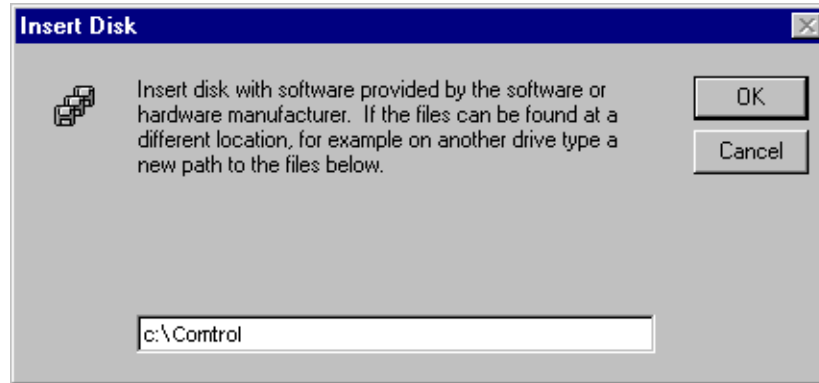 Insert Disk
Insert disk with software provided by the software or
hardware manufacturer. If the files can be found at a
different location, for example on another drive type a
new path to the files below.
OK
Cancel
c:\Comtrol